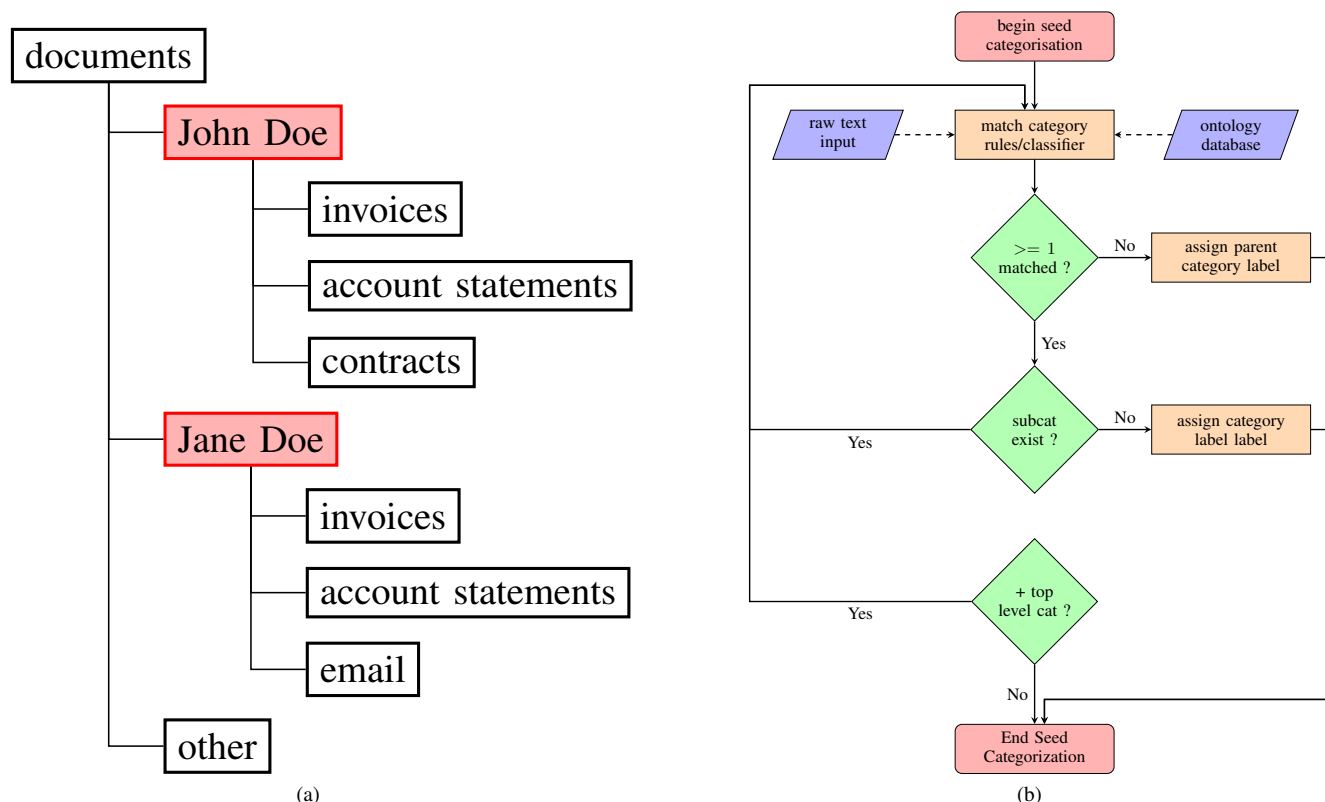 documents
John Doe
invoices
account statements
contracts
Jane Doe
invoices
account statements
email
other
(a)
begin seed
categorisation
raw text
input
match category
rules/classifier
ontology
database
>= 1
matched ?
No
assign parent
category label
Yes
subcat
exist ?
No
assign category
label label
Yes
+ top
level cat ?
Yes
No
End Seed
Categorization
(b)